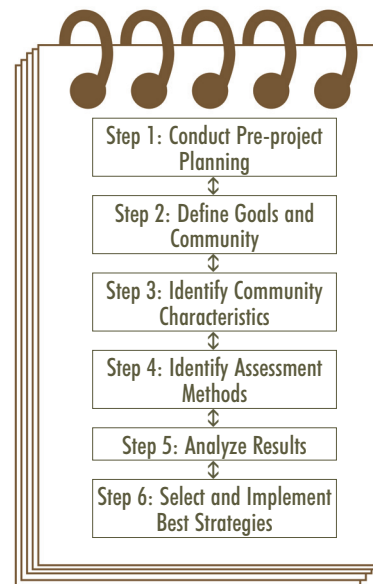 Step 1: Conduct Pre-project
Planning
Step 2: Define Goals and
Community
Step 3: Identify Community
Characteristics
Step 4: Identify Assessment
Methods
Step 5: Analyze Results
Step 6: Select and Implement
Best Strategies